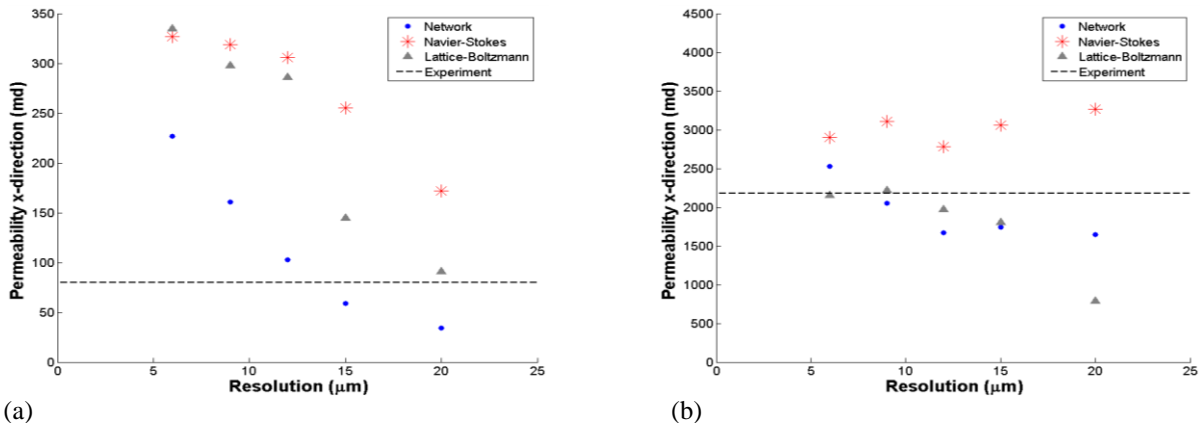 350
300
250
200
150
100
50
0
Permeability x-direction (md)
0 5 10 15 20 25
Resolution (μm)
Network
Navier-Stokes
Lattice-Boltzmann
Experiment
(a)
4500
4000
3500
3000
2500
2000
1500
1000
5000
0
Permeability x-direction (md)
0 5 10 15 20 25
Resolution (μm)
Network
Navier-Stokes
Lattice-Boltzmann
Experiment
(b)